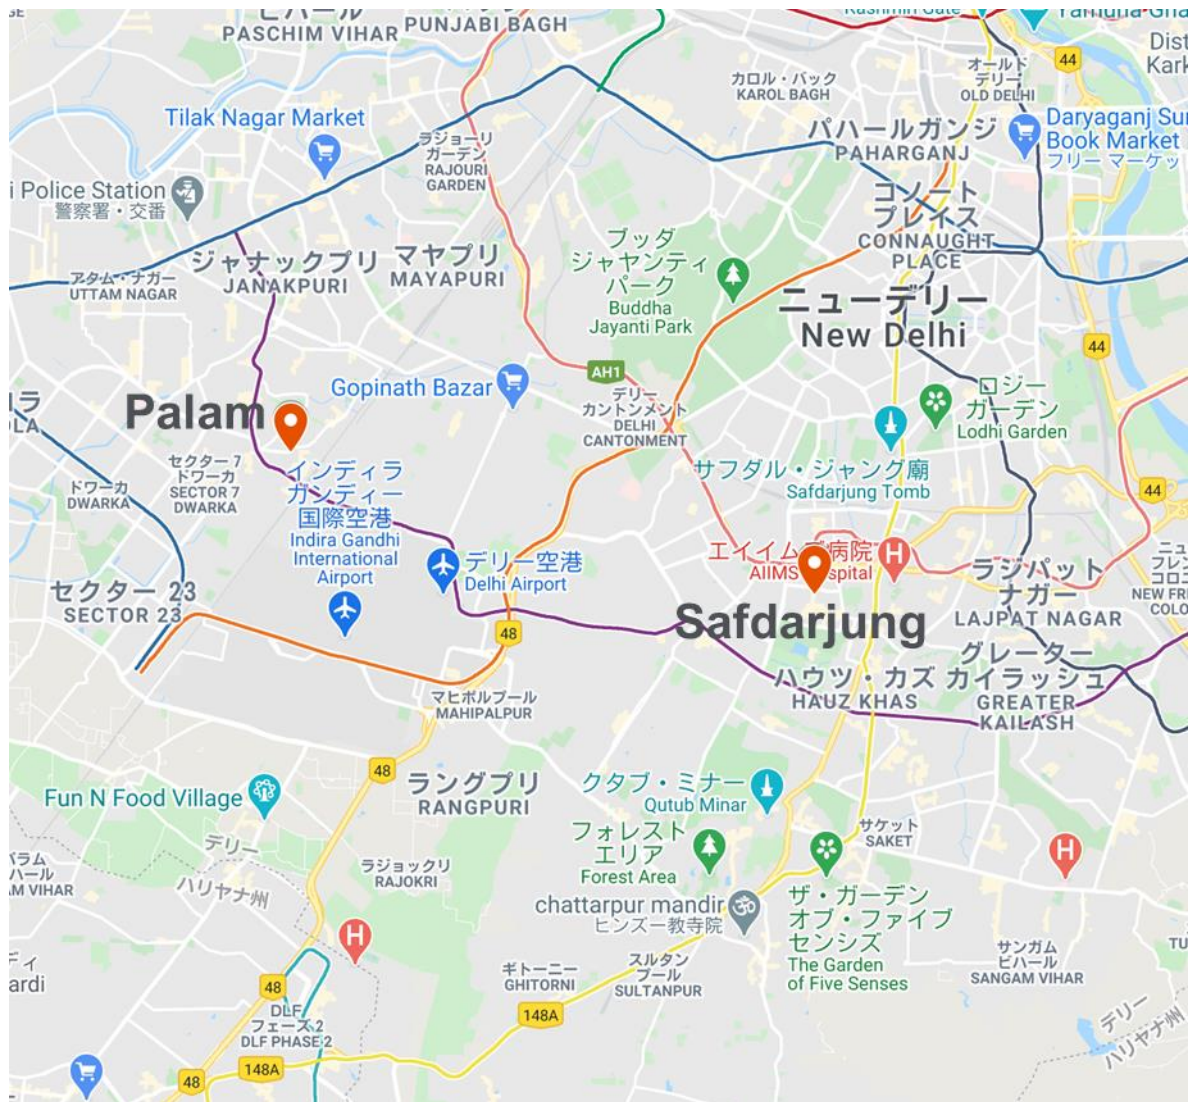 PASCHIM VIHAR
PUNJABI BAGH
44
オールド
デリー
OLD DELHI
カロル・バック
KAROL BAGH
Tilak Nagar Market
ラジョーリ
ガーデン
RAJOURI
GARDEN
パハールガンジ
PAHARGANJ
Book Market
フリー マーケッ
i Police Station
警察署・交番
コノート
プレイス
CONNAUGHT
PLACE
ジャナックプリ
JANAKPURI
マヤプリ
MAYAPURI
ブッダ
ジャヤンティ
パーク
Buddha
Jayanti Park
アタム・ナガー
UTTAM NAGAR
ニューデリー
New Delhi
44
AH1
Gopinath Bazar
デリー
カントンメント
DELHI
CANTONMENT
ロジー
ガーデン
Lodhi Garden
Palam
セクター 7
ドワーカ
SECTOR 7
DWARKA
ドワーカ
DWARKA
インディラ
ガンディー
国際空港
Indira Gandhi
International
Airport
サフダル・ジャング廟
Safdarjung Tomb
44
デリー空港
Delhi Airport
病院
AIIMS
Safdarjung
ラジパット
ナガー
LAJPAT NAGAR
セクター 23
SECTOR 23
48
ハウツ・カズ
HAUZ KHAS
グレーター
カイラッシュ
GREATER
KAILASH
マヒポルプール
MAHIPALPUR
48
ラングプリ
RANGPURI
クタブ・ミナー
Qutub Minar
Fun N Food Village
フォレスト
エリア
Forest Area
サケット
SAKET
デリー
ハリヤナ州
ラジョックリ
RAJOKRI
chattarpur mandir
ヒンズー教寺院
ザ・ガーデン
オブ・ファイブ
センシズ
The Garden
of Five Senses
サンガム
ビハール
SANGAM VIHAR
ギトーニー
GHITORNI
スルタン
プール
SULTANPUR
48
DLF
フェーズ 2
DLF PHASE 2
148A
148A
48
デリー
ハリヤナ州